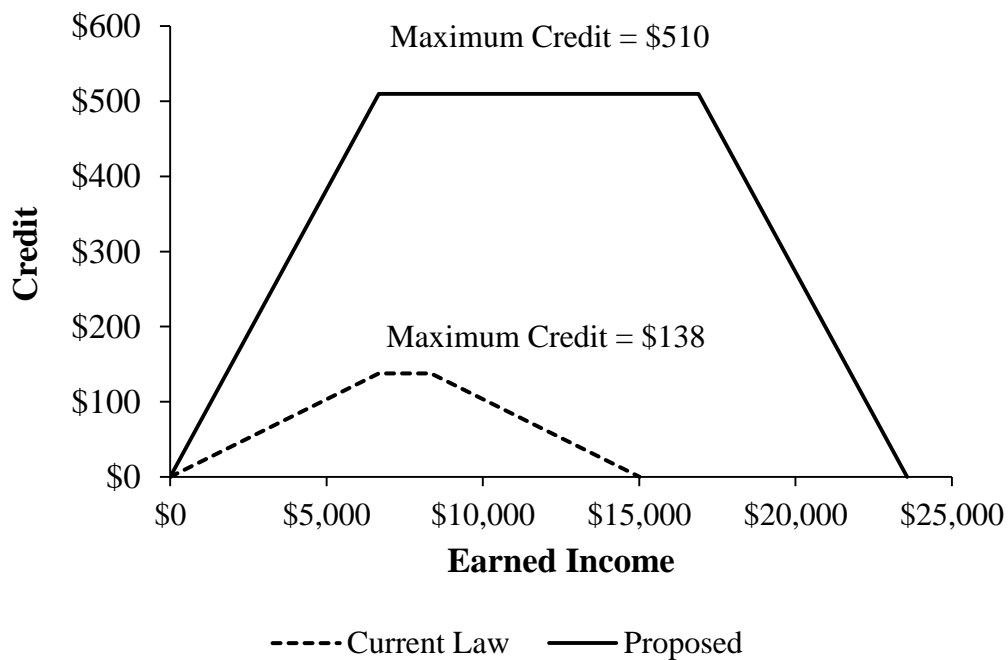 $600
Maximum Credit = $510
$500
$400
$300
$200
Maximum Credit = $138
$100
$0
Credit
$0 $5,000 $10,000 $15,000 $20,000 $25,000
Earned Income
Current Law Proposed